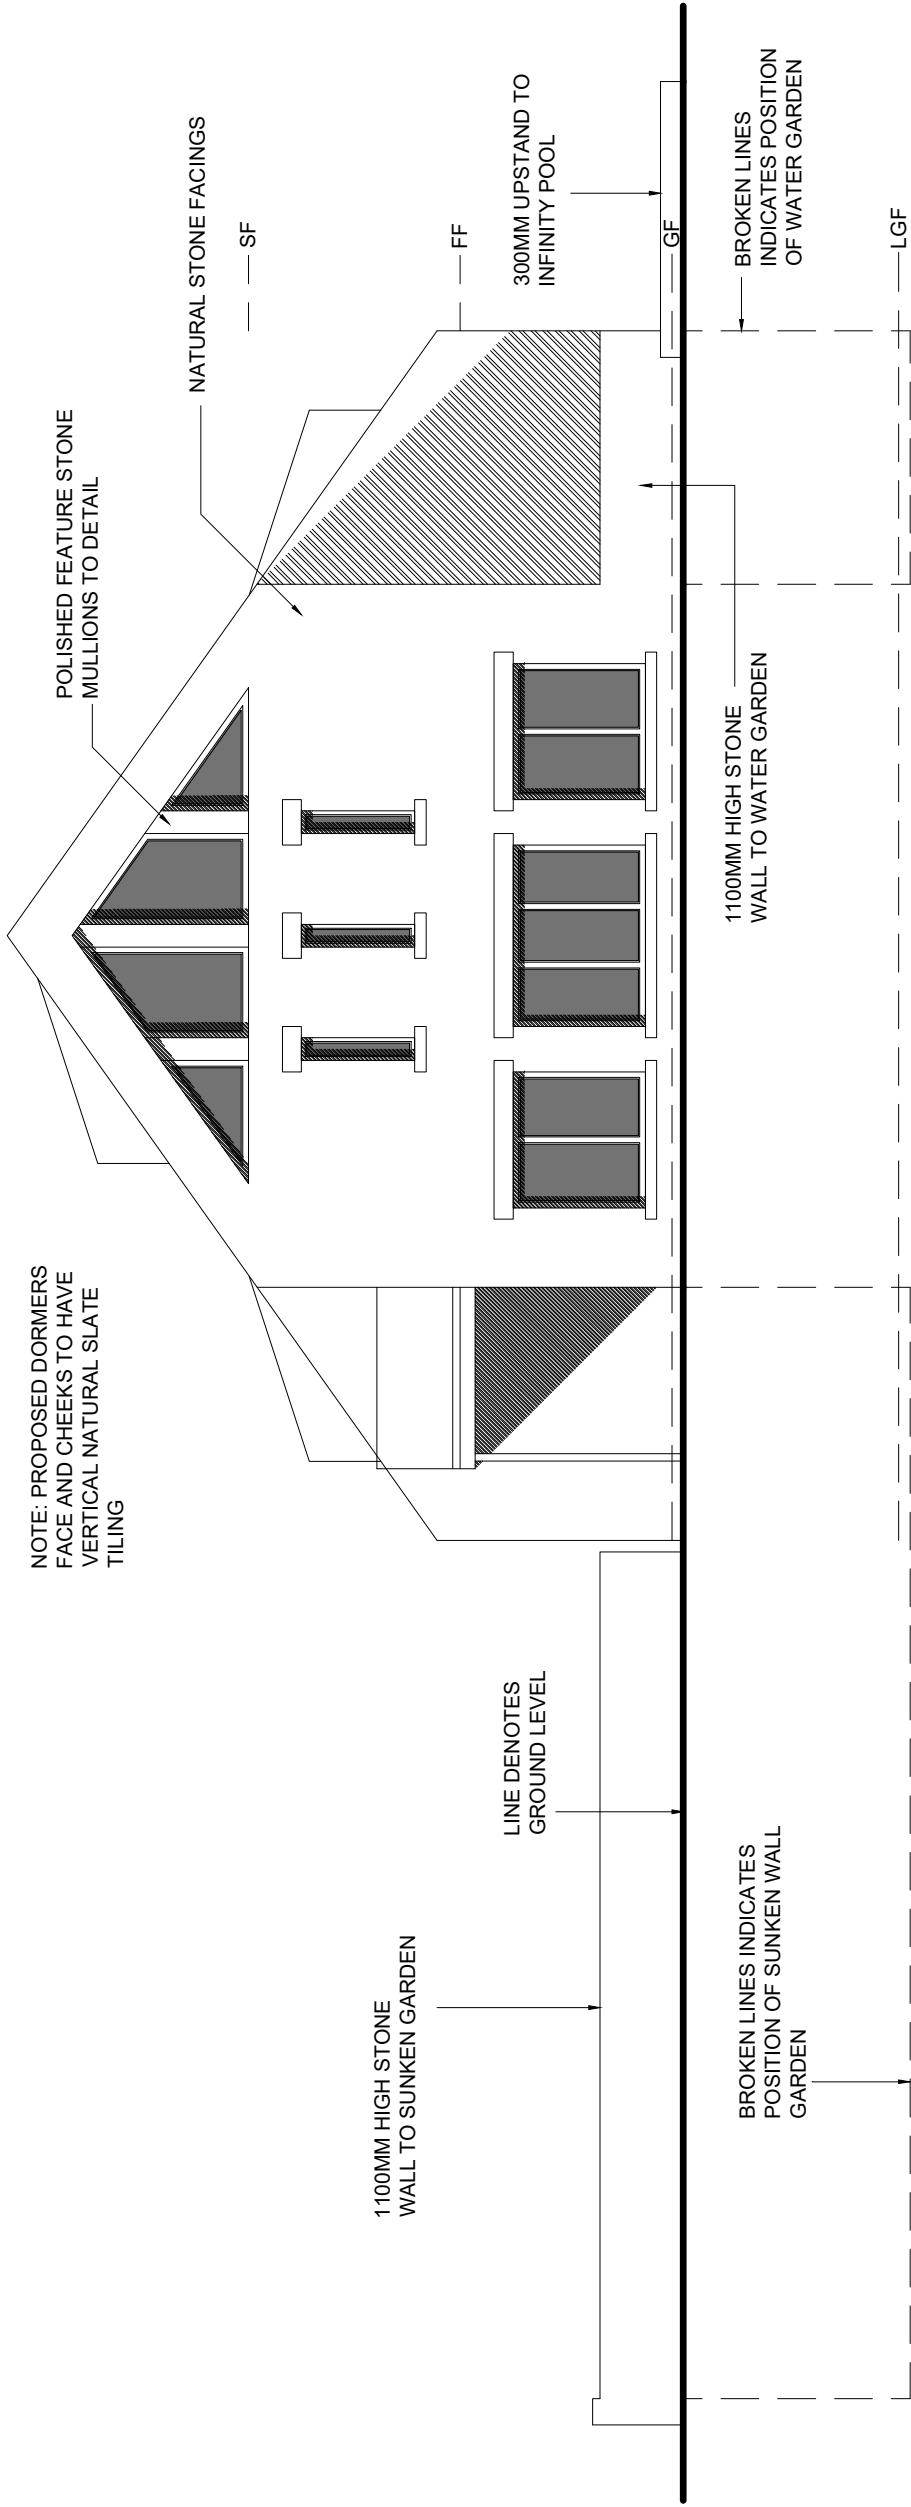 NOTE: PROPOSED DORMERS
FACE AND CHEEKS TO HAVE
VERTICAL NATURAL SLATE
TILING
POLISHED FEATURE STONE
MULLIONS TO DETAIL
NATURAL STONE FACINGS
SF
FF
1100MM HIGH STONE
WALL TO SUNKEN GARDEN
LINE DENOTES
GROUND LEVEL
300MM UPSTAND TO
INFINITY POOL
GF
BROKEN LINES INDICATES
POSITION OF SUNKEN WALL
GARDEN
1100MM HIGH STONE
WALL TO WATER GARDEN
BROKEN LINES
INDICATES POSITION
OF WATER GARDEN
LGF